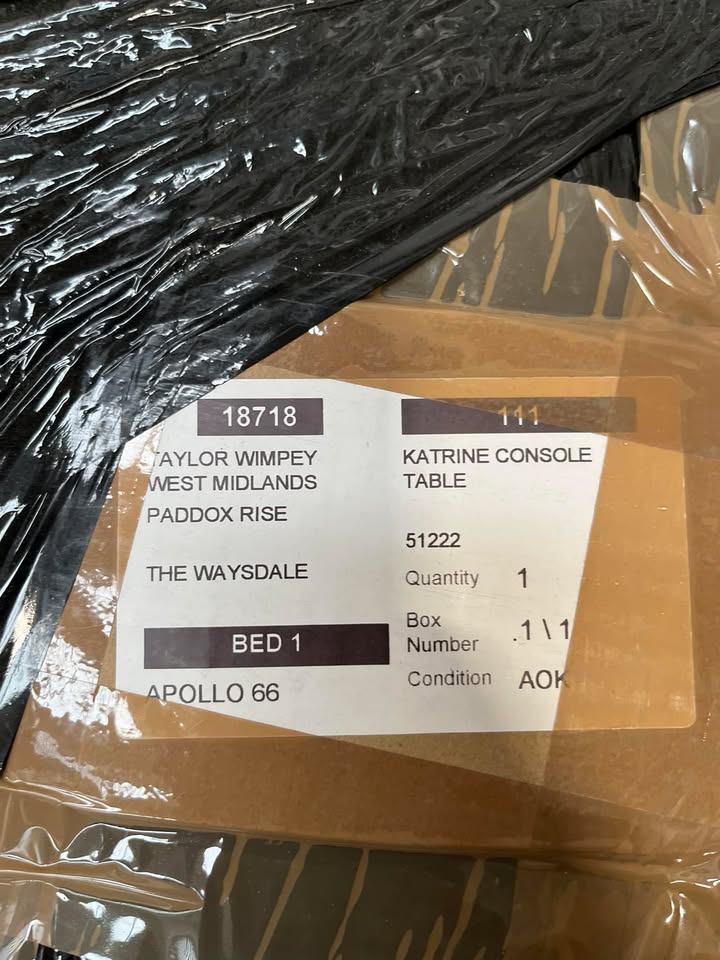 18718
TAYLOR WIMPEY
WEST MIDLANDS
PADDOX RISE
THE WAYSDALE
BED 1
APOLLO 66
111
KATRINE CONSOLE
TABLE
51222
Quantity 1
Box
Number .1 \ 1
Condition AOK